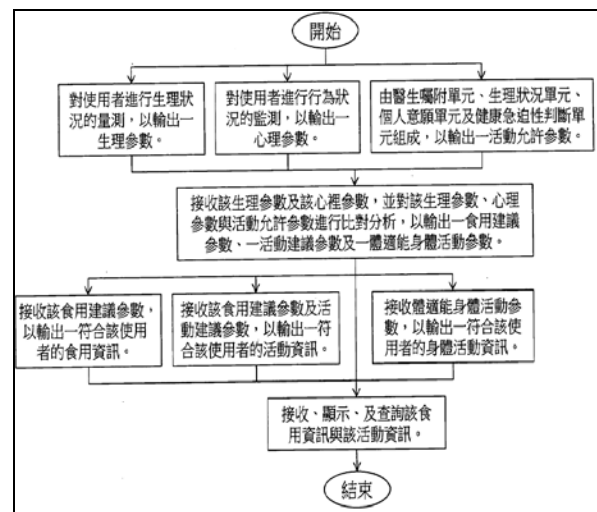 開始
對使用者進行生理狀
況的量測，以輸出一
生理參數。
對使用者進行行為狀
況的監測，以輸出一
心理參數。
由醫生囑咐單元、生理狀況單元、
個人意願單元及健康急迫性判斷單
元組成，以輸出一活動允許參數。
接收該生理參數及該心裡參數，並對該生理參數、心理
參數與活動允許參數進行比對分析，以輸出一食用建議
參數、一活動建議參數及一體適能身體活動參數。
接收該食用建議參數，
以輸出一符合該使用
者的食用資訊。
接收該食用建議參數及活
動建議參數，以輸出一符
合該使用者的活動資訊。
接收體適能身體活動參
數，以輸出一符合該使
用者的身體活動資訊。
接收、顯示、及查詢該食
用資訊與該活動資訊。
結束